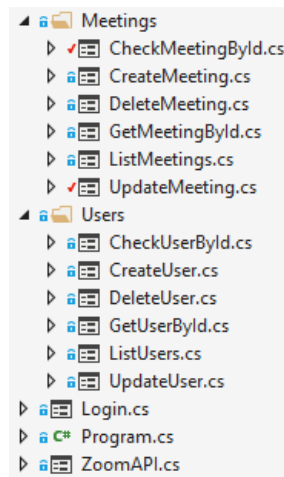 Meetings
CheckMeetingById.cs
CreateMeeting.cs
DeleteMeeting.cs
GetMeetingById.cs
ListMeetings.cs
UpdateMeeting.cs
Users
CheckUserById.cs
CreateUser.cs
DeleteUser.cs
GetUserById.cs
ListUsers.cs
UpdateUser.cs
Login.cs
C# Program.cs
ZoomAPI.cs